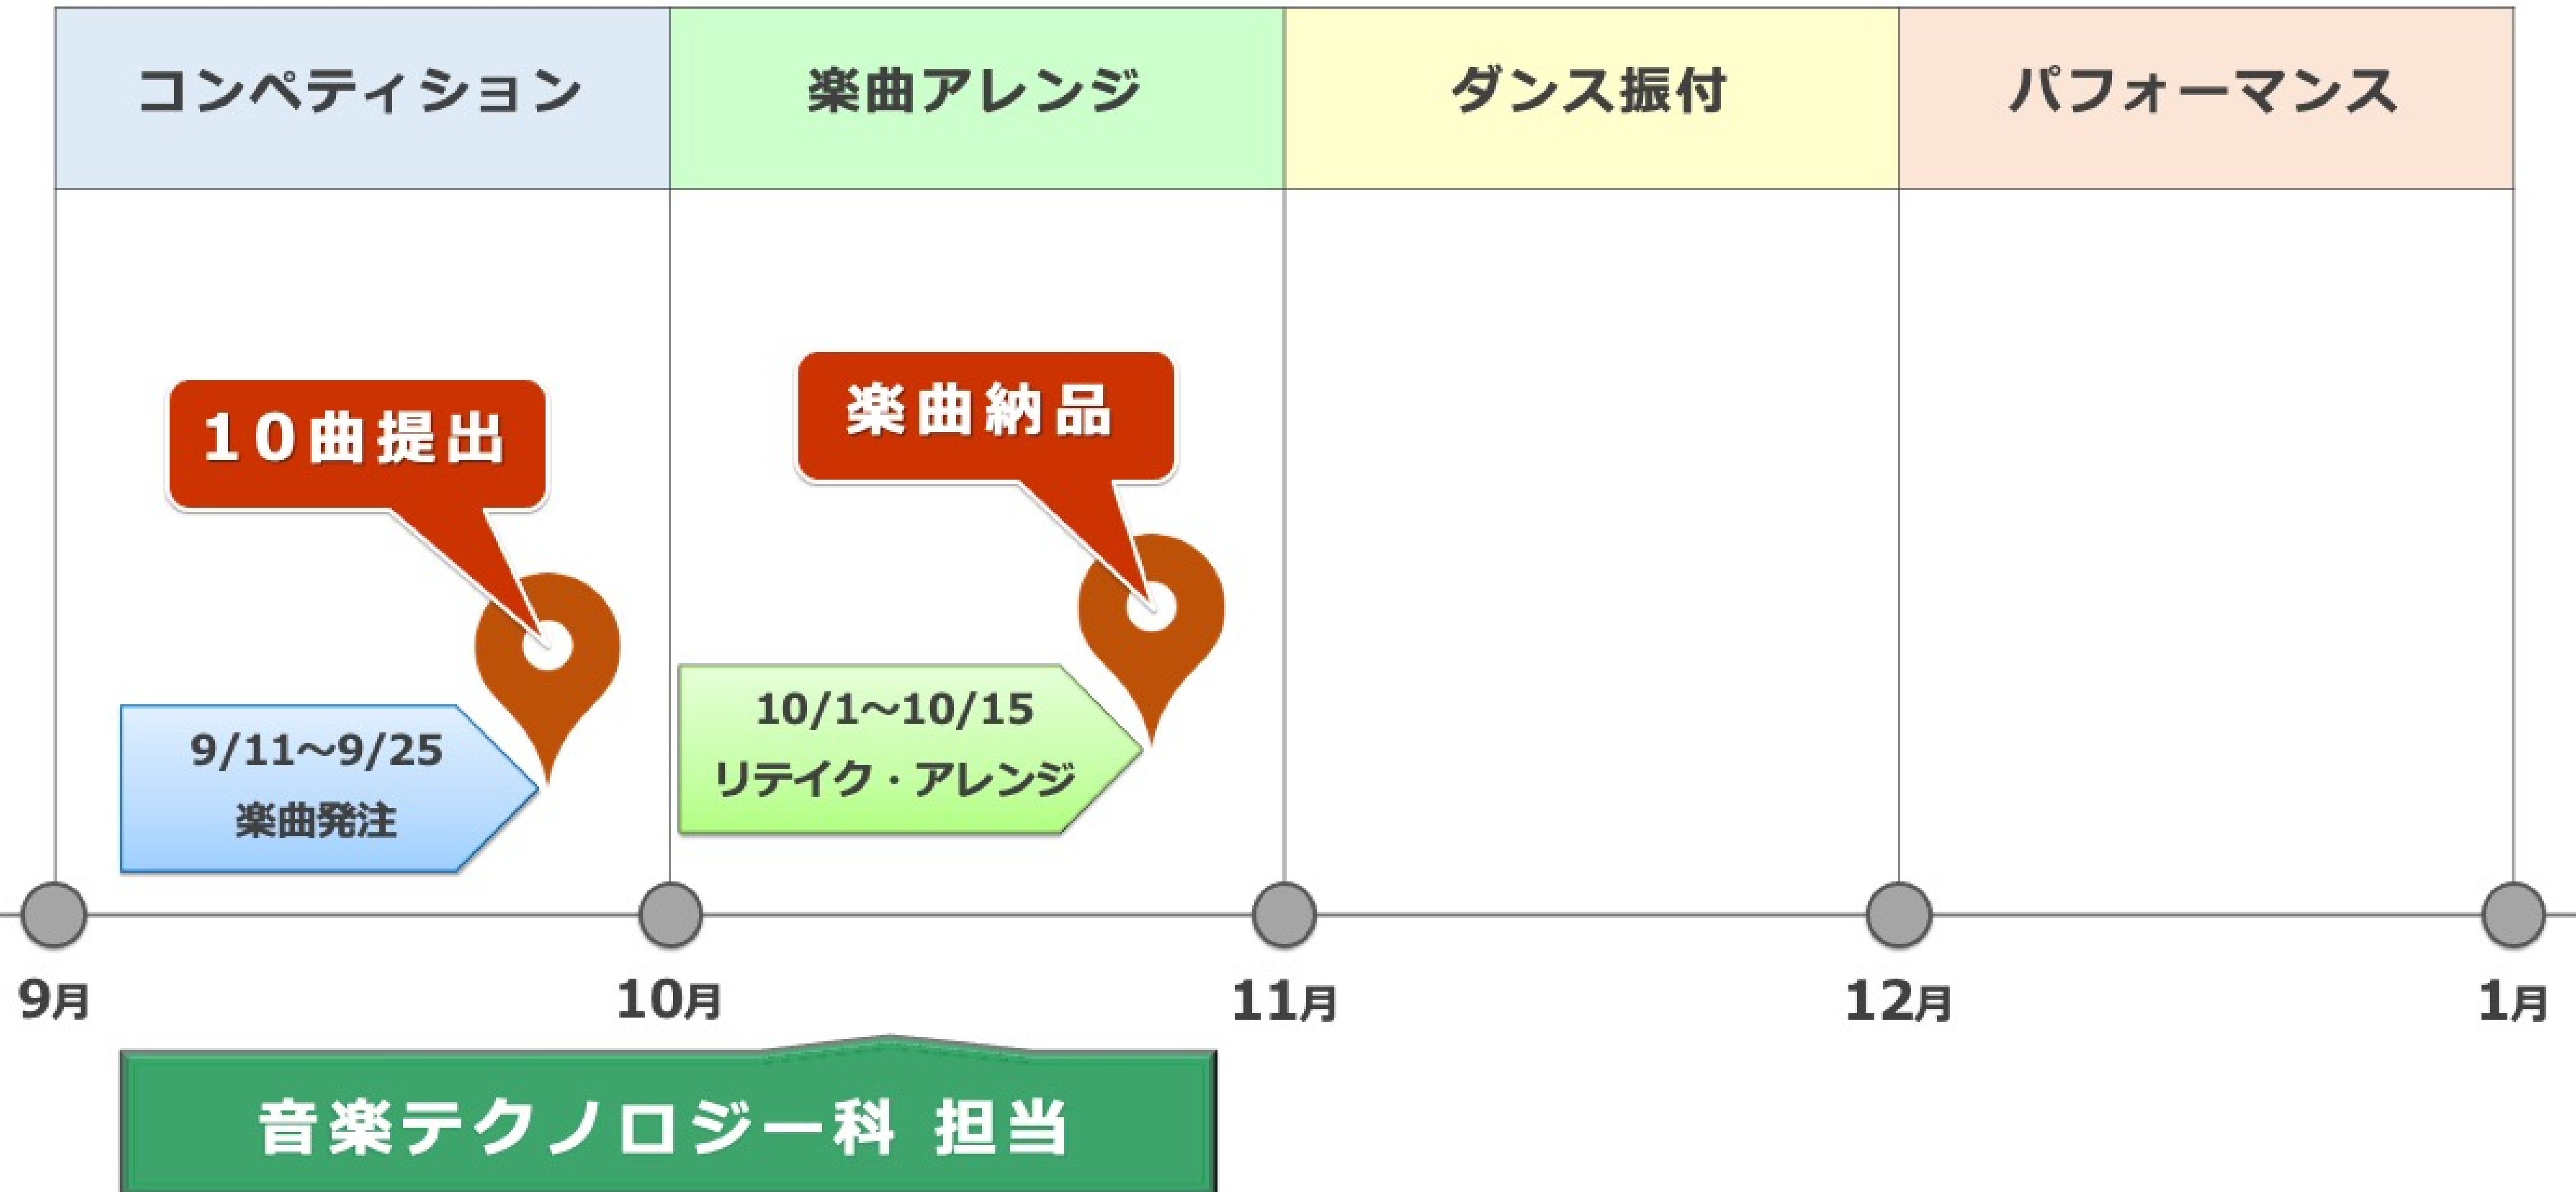 コンペティション
楽曲アレンジ
ダンス振付
パフォーマンス
10曲提出
楽曲納品
9/11～9/25
楽曲発注
10/1～10/15
リテイク・アレンジ
9月
10月
11月
12月
1月
音楽テクノロジー科 担当